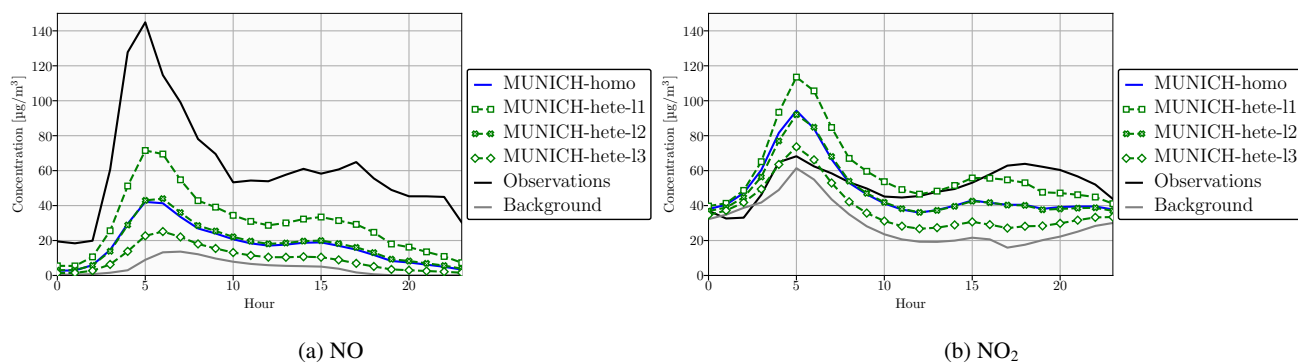 140
120
100
80
60
40
20
0
Concentration [µg/m³]
0 5 10 15 20
Hour
MUNICH-homo
MUNICH-hete-l1
MUNICH-hete-l2
MUNICH-hete-l3
Observations
Background
(a) NO
140
120
100
80
60
40
20
0
Concentration [µg/m³]
0 5 10 15 20
Hour
MUNICH-homo
MUNICH-hete-l1
MUNICH-hete-l2
MUNICH-hete-l3
Observations
Background
(b) NO₂